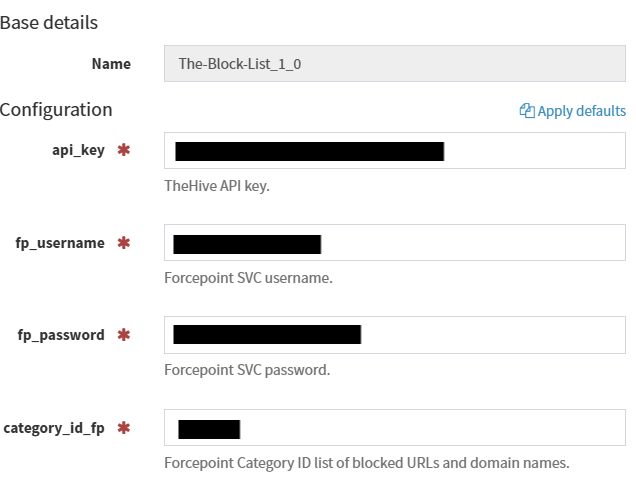 Base details
Name
The-Block-List_1_0
Configuration
Apply defaults
api_key *
TheHive API key.
fp_username *
Forcepoint SVC username.
fp_password *
Forcepoint SVC password.
category_id_fp *
Forcepoint Category ID list of blocked URLs and domain names.